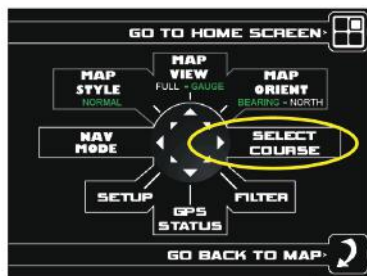 GO TO HOME SCREEN
MAP
VIEW
FULL - GAUGE
MAP
STYLE
NORMAL
MAP
ORIENT
BEARING - NORTH
NAV
MODE
SELECT
COURSE
SETUP
FILTER
GPS
STATUS
GO BACK TO MAP